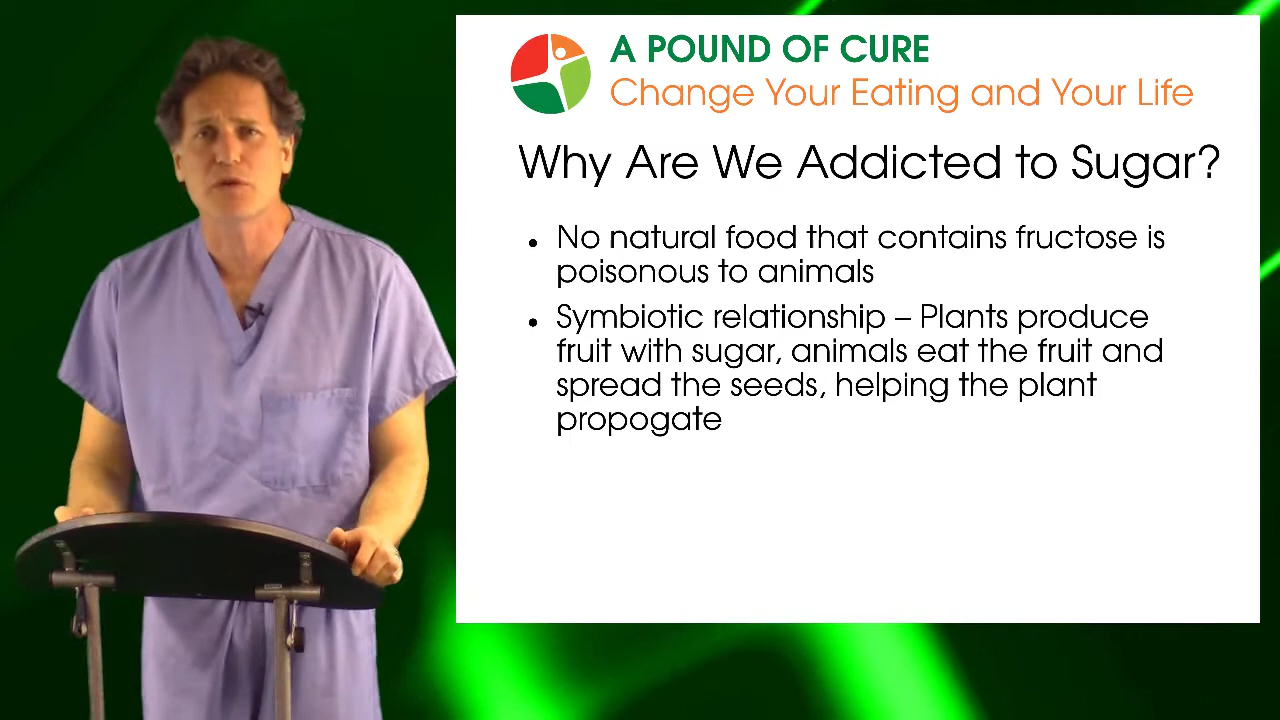 A POUND OF CURE
Change Your Eating and Your Life
Why Are We Addicted to Sugar?
• No natural food that contains fructose is
poisonous to animals
• Symbiotic relationship – Plants produce
fruit with sugar, animals eat the fruit and
spread the seeds, helping the plant
propogate